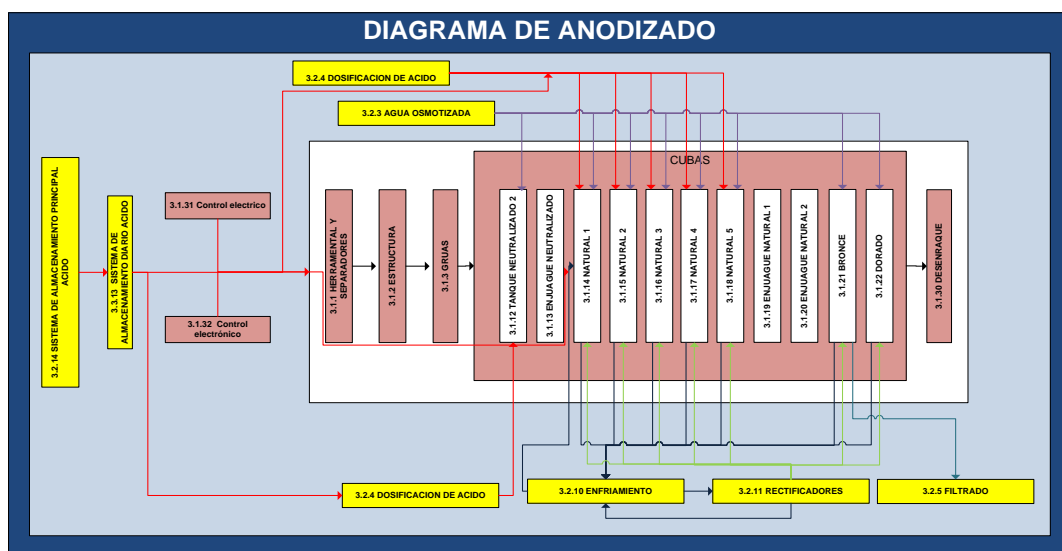 DIAGRAMA DE ANODIZADO
3.2.4 DOSIFICACION DE ACIDO
3.2.3 AGUA OSMOTIZADA
CUBAS
3.2.14 SISTEMA DE ALMACENAMIENTO PRINCIPAL
ACIDO
3.3.13 SISTEMA DE
ALMACENAMIENTO DIARIO ACIDO
3.1.31 Control electrico
3.1.32 Control
electrónico
3.1.1 HERRAMENTAL Y
SEPARADORES
3.1.2 ESTRUCTURA
3.1.3 GRUAS
3.1.12 TANQUE NEUTRALIZADO 2
3.1.13 ENJUAGUE NEUTRALIZADO
3.1.14 NATURAL 1
3.1.15 NATURAL 2
3.1.16 NATURAL 3
3.1.17 NATURAL 4
3.1.18 NATURAL 5
3.1.19 ENJUAGUE NATURAL 1
3.1.20 ENJUAGUE NATURAL 2
3.1.21 BRONCE
3.1.22 DORADO
3.1.30 DESENRAQUE
3.2.4 DOSIFICACION DE ACIDO
3.2.10 ENFRIAMIENTO
3.2.11 RECTIFICADORES
3.2.5 FILTRADO